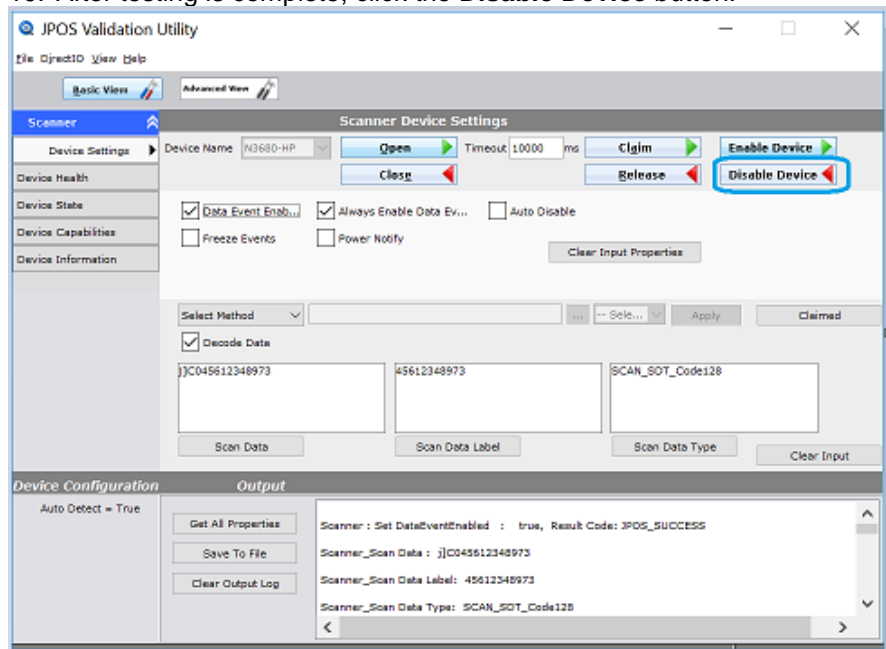 JPOS Validation Utility
File DirectIO View Help
Basic View Advanced View
Scanner
Scanner Device Settings
Device Settings
Device Name N3680-HP Open Timeout 10000 ms Claim Enable Device
Close Release Disable Device
Device Health
Device State
Device Capabilities
Device Information
Data Event Enab... Always Enable Data Ev... Auto Disable
Freeze Events Power Notify
Clear Input Properties
Select Method ... -- Sele... Apply Claimed
Decode Data
j]C045612348973 45612348973 SCAN_SDT_Code128
Scan Data Scan Data Label Scan Data Type Clear Input
Device Configuration Output
Auto Detect = True
Get All Properties
Save To File
Clear Output Log
Scanner : Set DataEventEnabled : true, Result Code: JPOS_SUCCESS
Scanner_Scan Data : j]C045612348973
Scanner_Scan Data Label: 45612348973
Scanner_Scan Data Type: SCAN_SDT_Code128